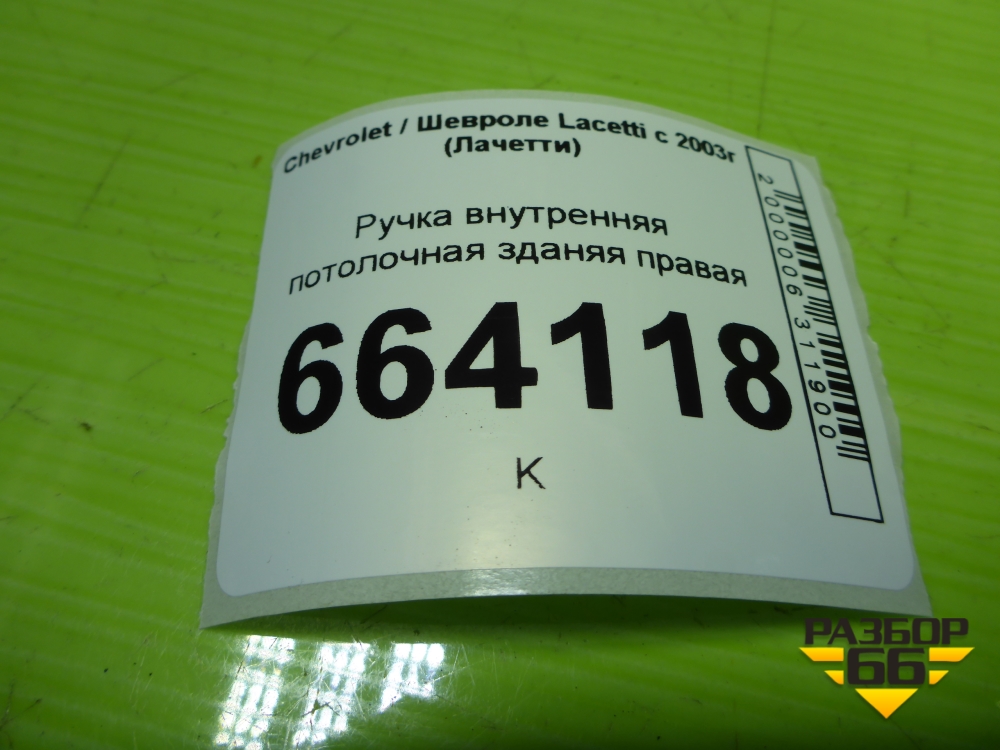 Chevrolet / Шевроле Lacetti с 2003г
(Лачетти)
Ручка внутренняя
потолочная зданяя правая
664118
К
2000006311900
РАЗБОР
66